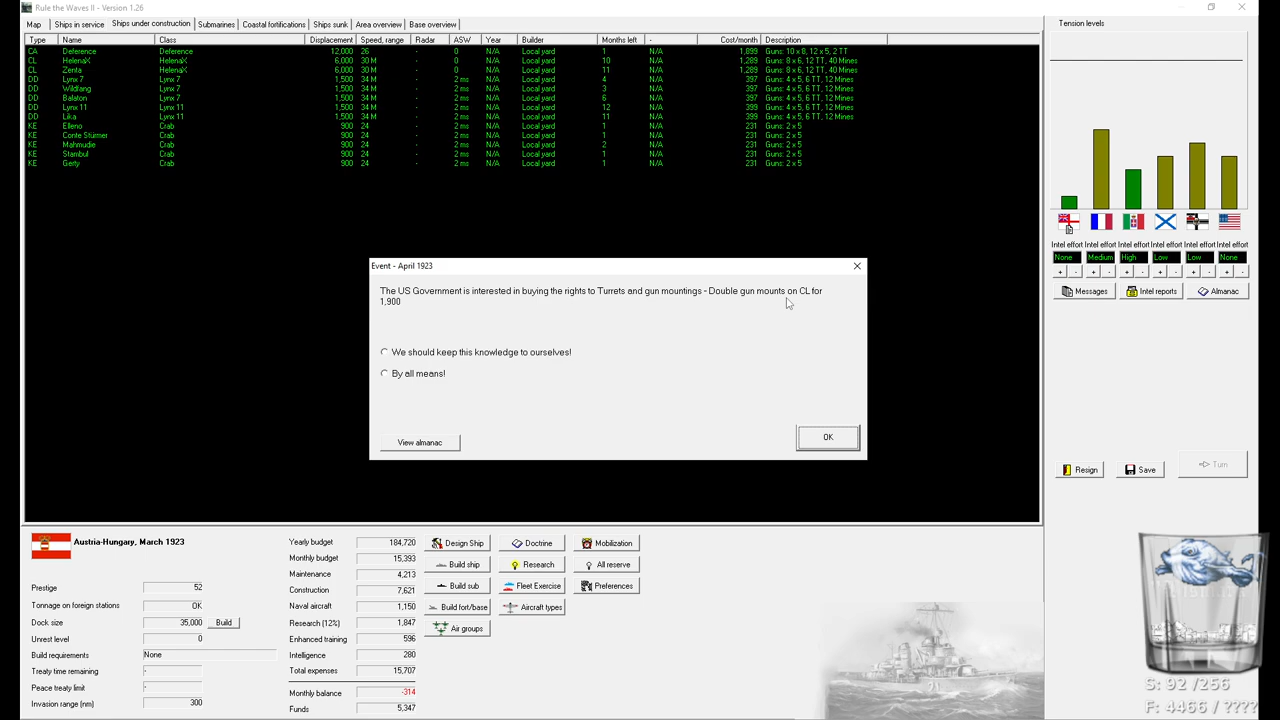 Rule the Waves II - Version 1.26
Map Ships in service Ships under construction Submarines Coastal fortifications Ships sunk Area overview Base overview
Type Name Class Displacement Speed, range Radar ASW Year Builder Months left - Cost/month Description
CA Deference Deference 12,000 26 - 0 N/A Local yard 1 N/A 1,899 Guns: 10 x 8, 12 x 5, 2 TT
CL HelenaX HelenaX 6,000 30 M - 0 N/A Local yard 10 N/A 1,289 Guns: 8 x 6, 12 TT, 40 Mines
CL Zenta HelenaX 6,000 30 M - 0 N/A Local yard 11 N/A 1,289 Guns: 8 x 6, 12 TT, 40 Mines
DD Lynx 7 Lynx 7 1,500 34 M - 2 ms N/A Local yard 4 N/A 397 Guns: 4 x 5, 6 TT, 12 Mines
DD Wildfang Lynx 7 1,500 34 M - 2 ms N/A Local yard 3 N/A 397 Guns: 4 x 5, 6 TT, 12 Mines
DD Balaton Lynx 7 1,500 34 M - 2 ms N/A Local yard 6 N/A 397 Guns: 4 x 5, 6 TT, 12 Mines
DD Lynx 11 Lynx 11 1,500 34 M - 2 ms N/A Local yard 12 N/A 399 Guns: 4 x 5, 6 TT, 12 Mines
DD Lika Lynx 11 1,500 34 M - 2 ms N/A Local yard 11 N/A 399 Guns: 4 x 5, 6 TT, 12 Mines
KE Elleno Crab 900 24 - 2 ms N/A Local yard 1 N/A 231 Guns: 2 x 5
KE Conte Stürmer Crab 900 24 - 2 ms N/A Local yard 1 N/A 231 Guns: 2 x 5
KE Mahmudie Crab 900 24 - 2 ms N/A Local yard 2 N/A 231 Guns: 2 x 5
KE Stambul Crab 900 24 - 2 ms N/A Local yard 1 N/A 231 Guns: 2 x 5
KE Gerty Crab 900 24 - 2 ms N/A Local yard 1 N/A 231 Guns: 2 x 5
Event - April 1923
The US Government is interested in buying the rights to Turrets and gun mountings - Double gun mounts on CL for
1,900
We should keep this knowledge to ourselves!
By all means!
View almanac OK
Tension levels
Intel effort Intel effort Intel effort Intel effort Intel effort Intel effort
None Medium High Low Low None
+ - + - + - + - + - + -
Messages Intel reports Almanac
Resign Save Turn
Austria-Hungary, March 1923
Prestige 52
Tonnage on foreign stations OK
Dock size 35,000 Build
Unrest level 0
Build requirements None
Treaty time remaining -
Peace treaty limit -
Invasion range (nm) 300
Yearly budget 184,720
Monthly budget 15,393
Maintenance 4,213
Construction 7,621
Naval aircraft 1,150
Research (12%) 1,847
Enhanced training 596
Intelligence 280
Total expenses 15,707
Monthly balance -314
Funds 5,347
Design Ship Doctrine Mobilization
Build ship Research All reserve
Build sub Fleet Exercise Preferences
Build fort/base Aircraft types
Air groups
71
S: 92 /256
F: 4466 / ????